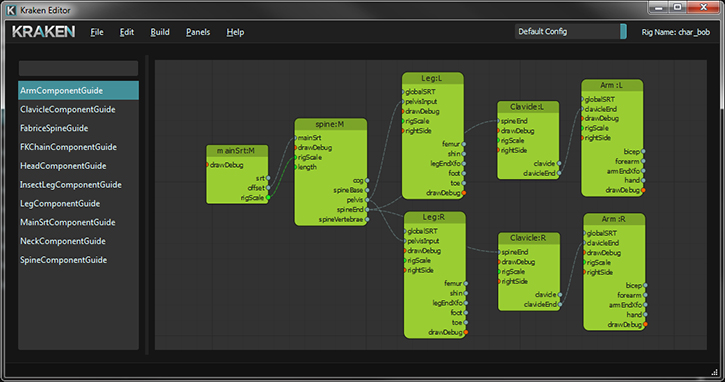 Kraken Editor
KRAKEN File Edit Build Panels Help Default Config Rig Name: char_bob
ArmComponentGuide
ClavicleComponentGuide
FabriceSpineGuide
FKChainComponentGuide
HeadComponentGuide
InsectLegComponentGuide
LegComponentGuide
MainSrtComponentGuide
NeckComponentGuide
SpineComponentGuide
mainSrt:M
drawDebug
srt
offset
rigScale
spine:M
mainSrt
drawDebug
rigScale
length
cog
spineBase
pelvis
spineEnd
spineVertebrae
Leg:L
globalSRT
pelvisInput
drawDebug
rigScale
rightSide
femur
shin
legEndXfo
foot
toe
drawDebug
Leg:R
globalSRT
pelvisInput
drawDebug
rigScale
rightSide
femur
shin
legEndXfo
foot
toe
drawDebug
Clavicle:L
spineEnd
drawDebug
rigScale
rightSide
clavicle
clavicleEnd
Clavicle:R
spineEnd
drawDebug
rigScale
rightSide
clavicle
clavicleEnd
Arm:L
globalSRT
clavicleEnd
drawDebug
rigScale
rightSide
bicep
forearm
armEndXfo
hand
drawDebug
Arm:R
globalSRT
clavicleEnd
drawDebug
rigScale
rightSide
bicep
forearm
armEndXfo
hand
drawDebug